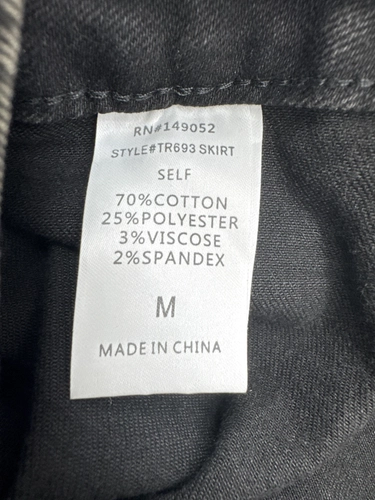 RN#149052
STYLE#TR693 SKIRT
SELF
70%COTTON
25%POLYESTER
3%VISCOSE
2%SPANDEX
M
MADE IN CHINA